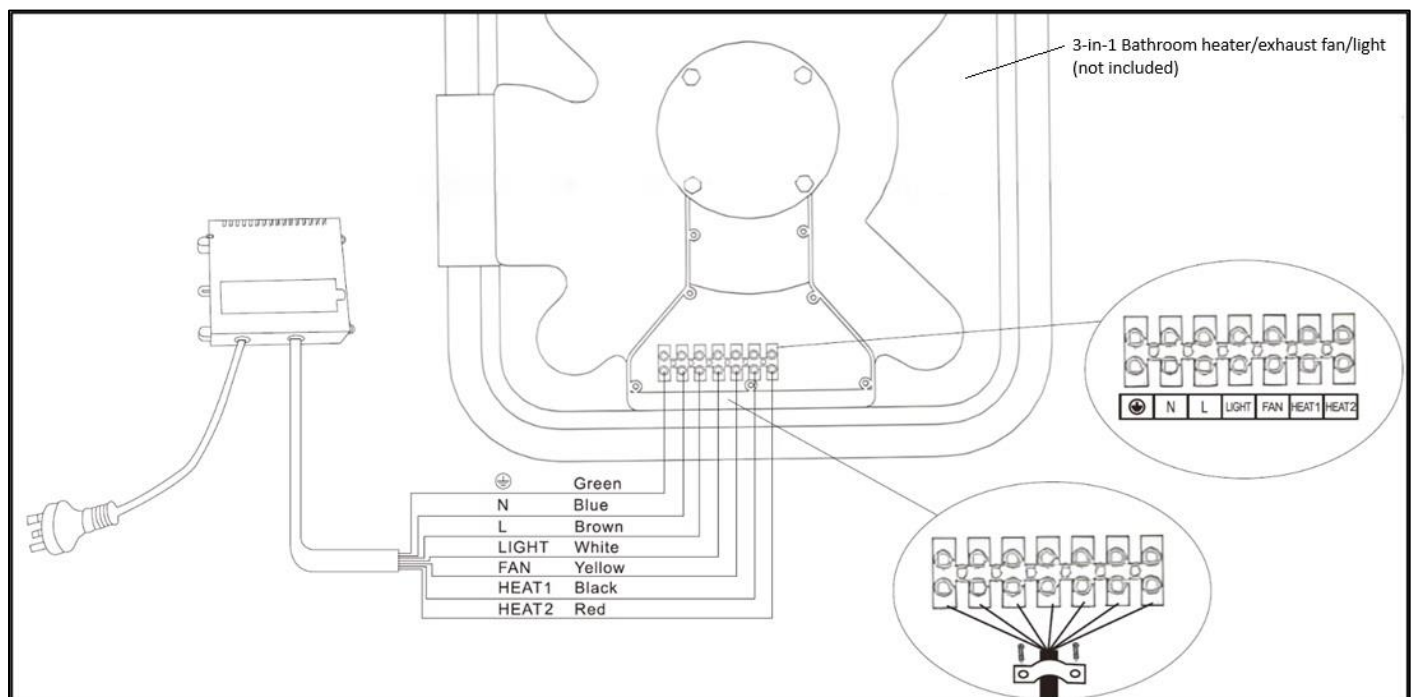 3-in-1 Bathroom heater/exhaust fan/light
(not included)
N L LIGHT FAN HEAT1 HEAT2
Green
N Blue
L Brown
LIGHT White
FAN Yellow
HEAT1 Black
HEAT2 Red